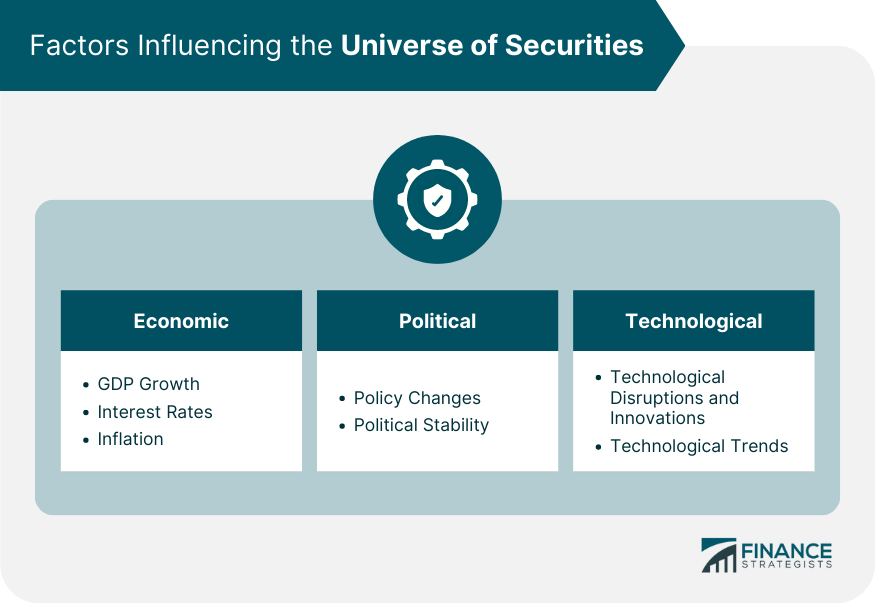 Factors Influencing the Universe of Securities
Economic
• GDP Growth
• Interest Rates
• Inflation
Political
• Policy Changes
• Political Stability
Technological
• Technological
Disruptions and
Innovations
• Technological Trends
FINANCE
STRATEGISTS